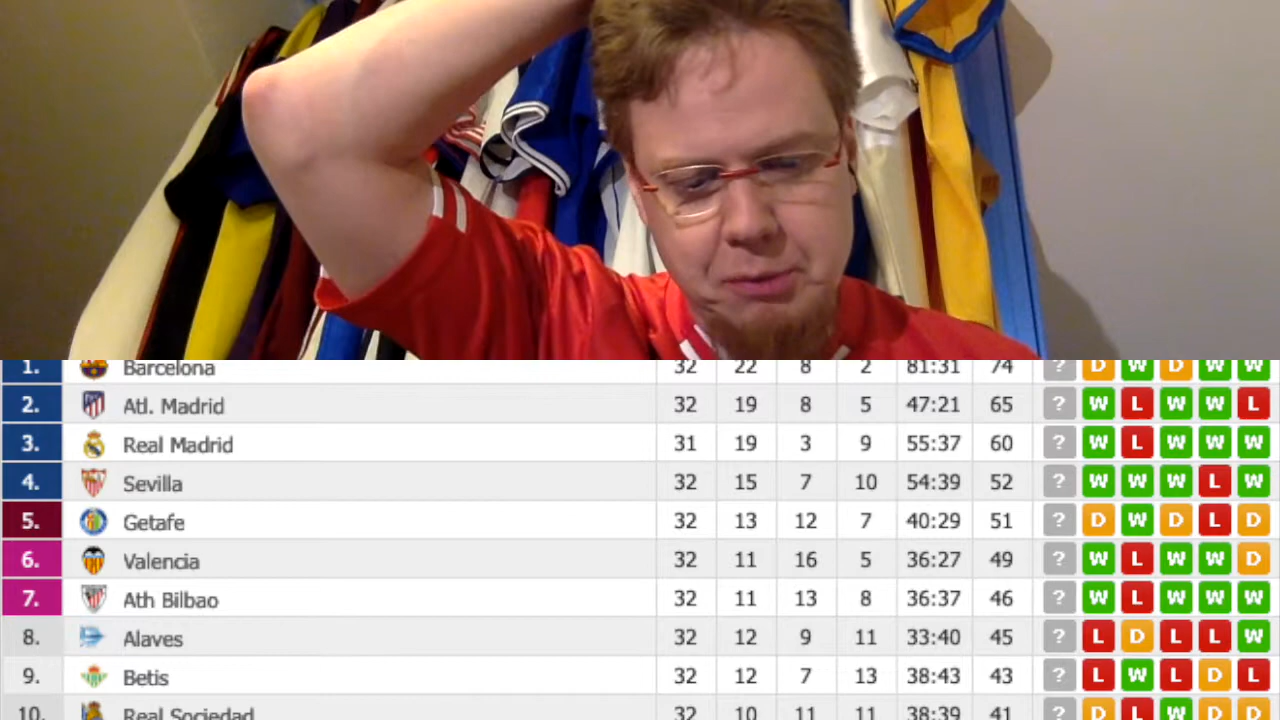 1. Barcelona 32 22 8 2 81:31 74 ? D W D W W
2. Atl. Madrid 32 19 8 5 47:21 65 ? W L W W L
3. Real Madrid 31 19 3 9 55:37 60 ? W L W W W
4. Sevilla 32 15 7 10 54:39 52 ? W W W L W
5. Getafe 32 13 12 7 40:29 51 ? D W D L D
6. Valencia 32 11 16 5 36:27 49 ? W L W W D
7. Ath Bilbao 32 11 13 8 36:37 46 ? W L W W W
8. Alaves 32 12 9 11 33:40 45 ? L D L L W
9. Betis 32 12 7 13 38:43 43 ? L W L D L
10. Real Sociedad 32 10 11 11 38:39 41 ? D L W D D